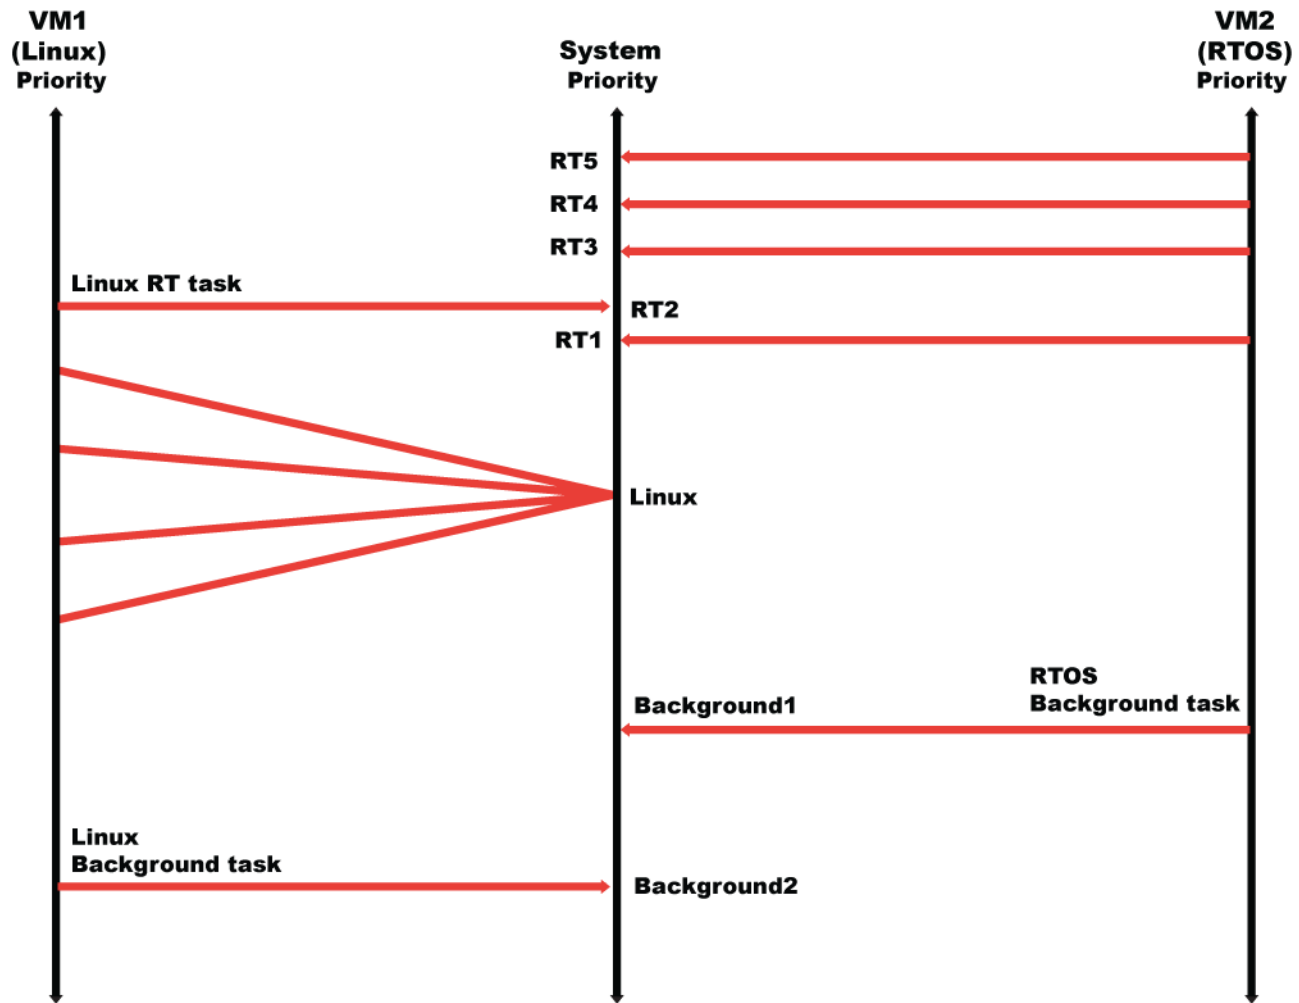 VM1
(Linux)
Priority
System
Priority
VM2
(RTOS)
Priority
RT5
RT4
RT3
Linux RT task
RT2
RT1
Linux
RTOS
Background task
Background1
Linux
Background task
Background2